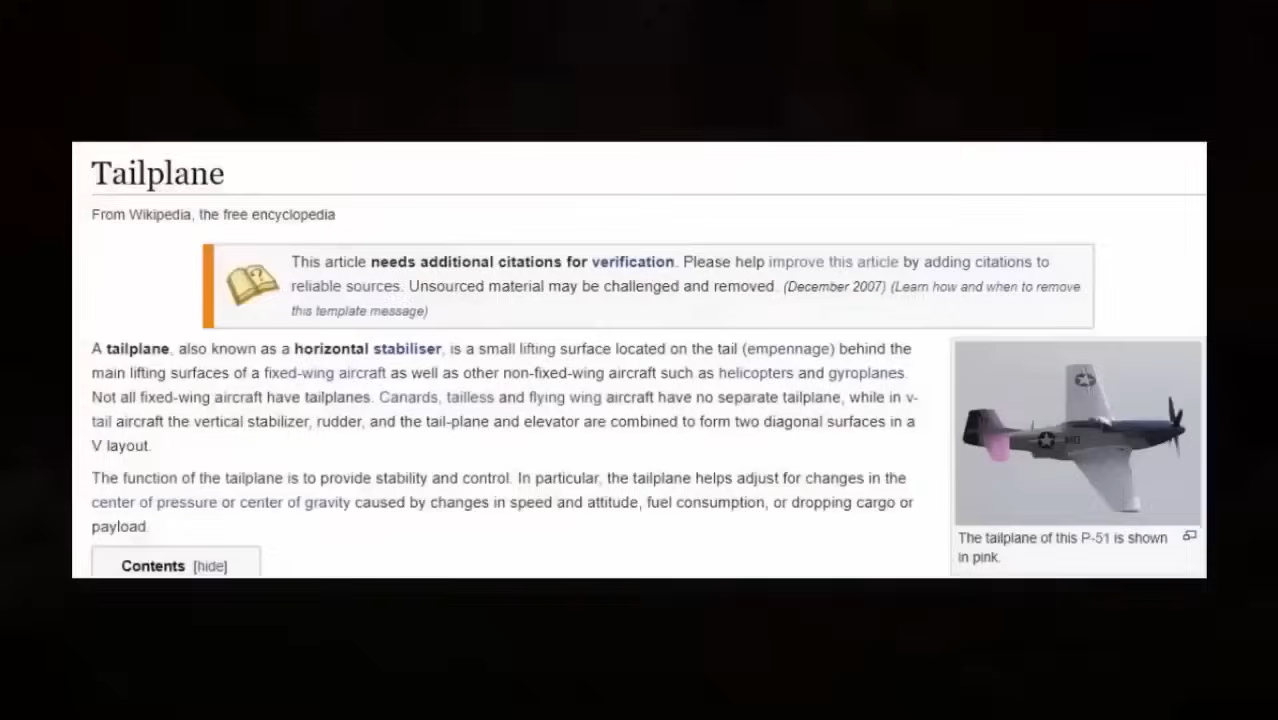 Tailplane
From Wikipedia, the free encyclopedia
This article needs additional citations for verification. Please help improve this article by adding citations to
reliable sources. Unsourced material may be challenged and removed. (December 2007) (Learn how and when to remove
this template message)
A tailplane, also known as a horizontal stabiliser, is a small lifting surface located on the tail (empennage) behind the
main lifting surfaces of a fixed-wing aircraft as well as other non-fixed-wing aircraft such as helicopters and gyroplanes.
Not all fixed-wing aircraft have tailplanes. Canards, tailless and flying wing aircraft have no separate tailplane, while in v-
tail aircraft the vertical stabilizer, rudder, and the tail-plane and elevator are combined to form two diagonal surfaces in a
V layout.
The function of the tailplane is to provide stability and control. In particular, the tailplane helps adjust for changes in the
center of pressure or center of gravity caused by changes in speed and attitude, fuel consumption, or dropping cargo or
payload.
Contents [hide]
The tailplane of this P-51 is shown
in pink.